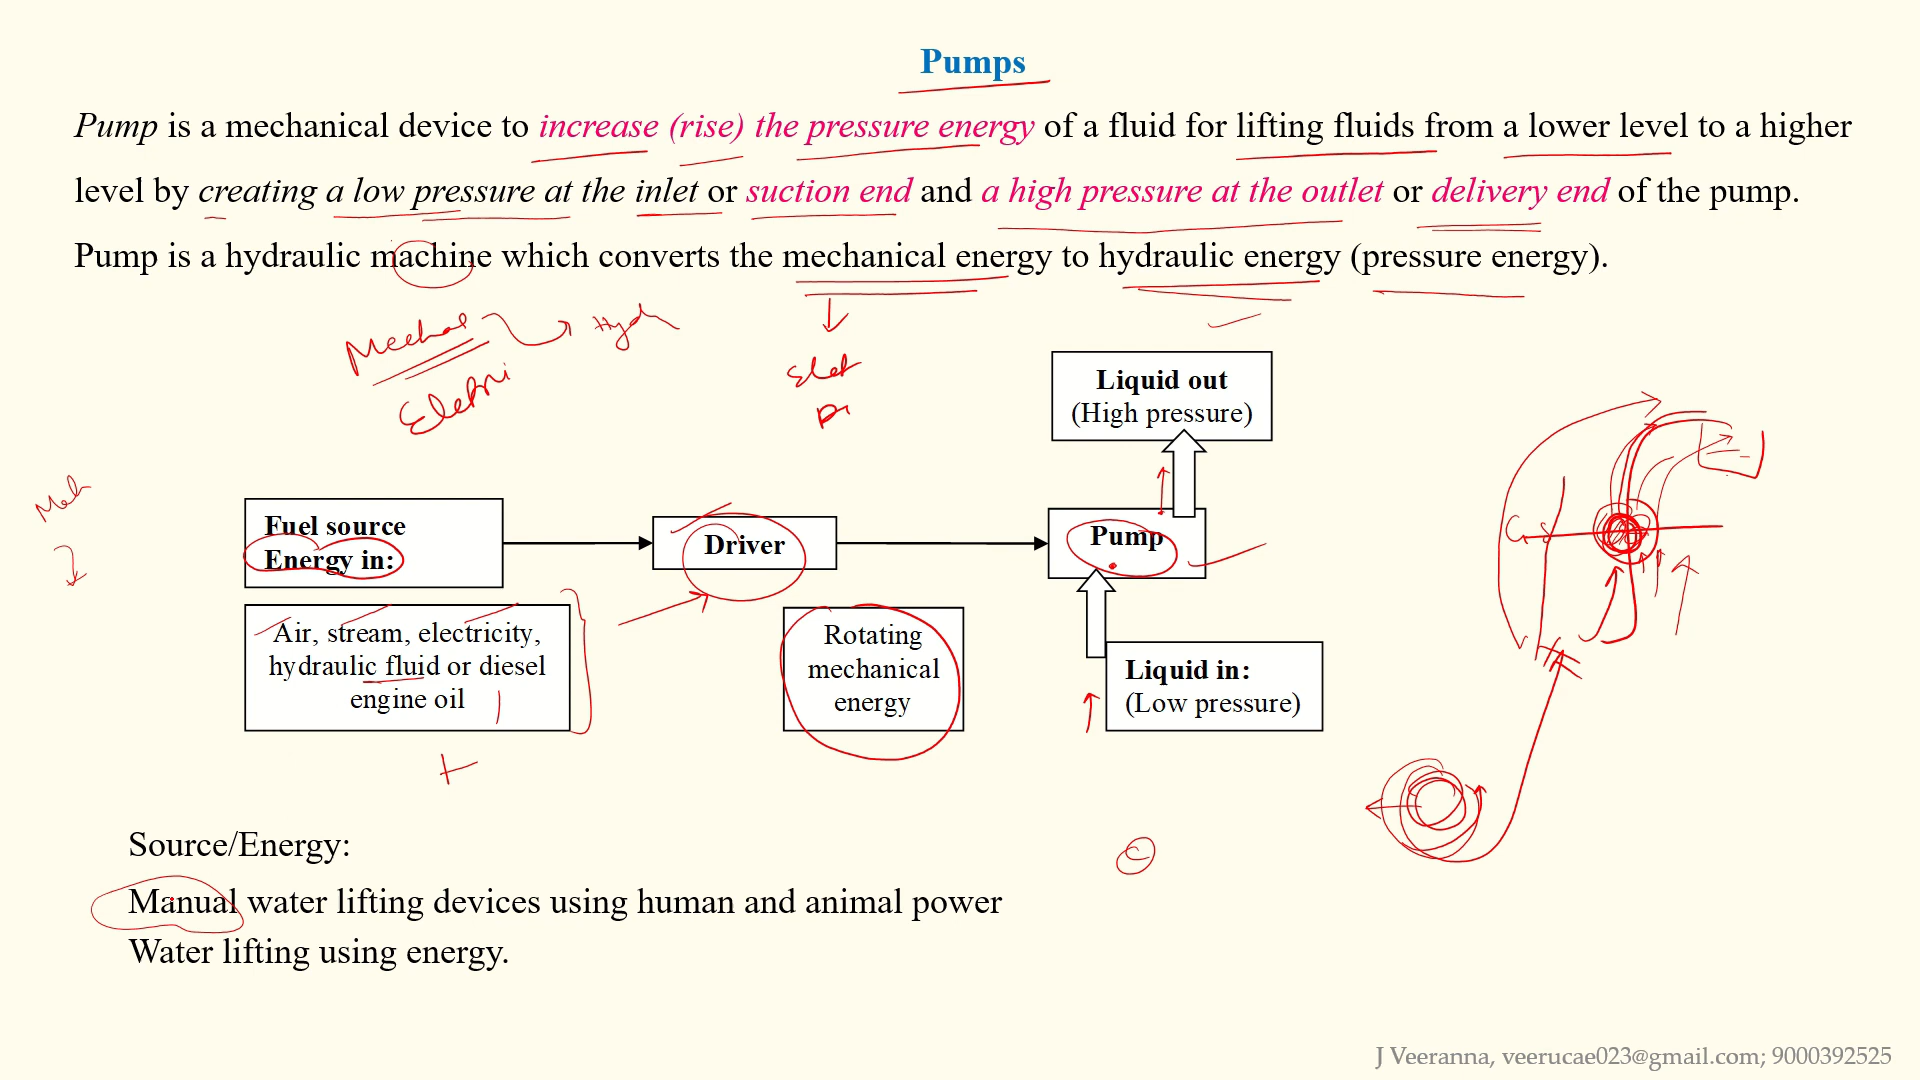 Pumps
Pump is a mechanical device to increase (rise) the pressure energy of a fluid for lifting fluids from a lower level to a higher
level by creating a low pressure at the inlet or suction end and a high pressure at the outlet or delivery end of the pump.
Pump is a hydraulic machine which converts the mechanical energy to hydraulic energy (pressure energy).
Hyd
Liquid out
(High pressure)
Fuel source
Energy in:
Driver
Pump
Air, stream, electricity,
hydraulic fluid or diesel
engine oil
Rotating
mechanical
energy
Liquid in:
(Low pressure)
Source/Energy:
Manual water lifting devices using human and animal power
Water lifting using energy.
J Veeranna, veerucae023@gmail.com; 9000392525